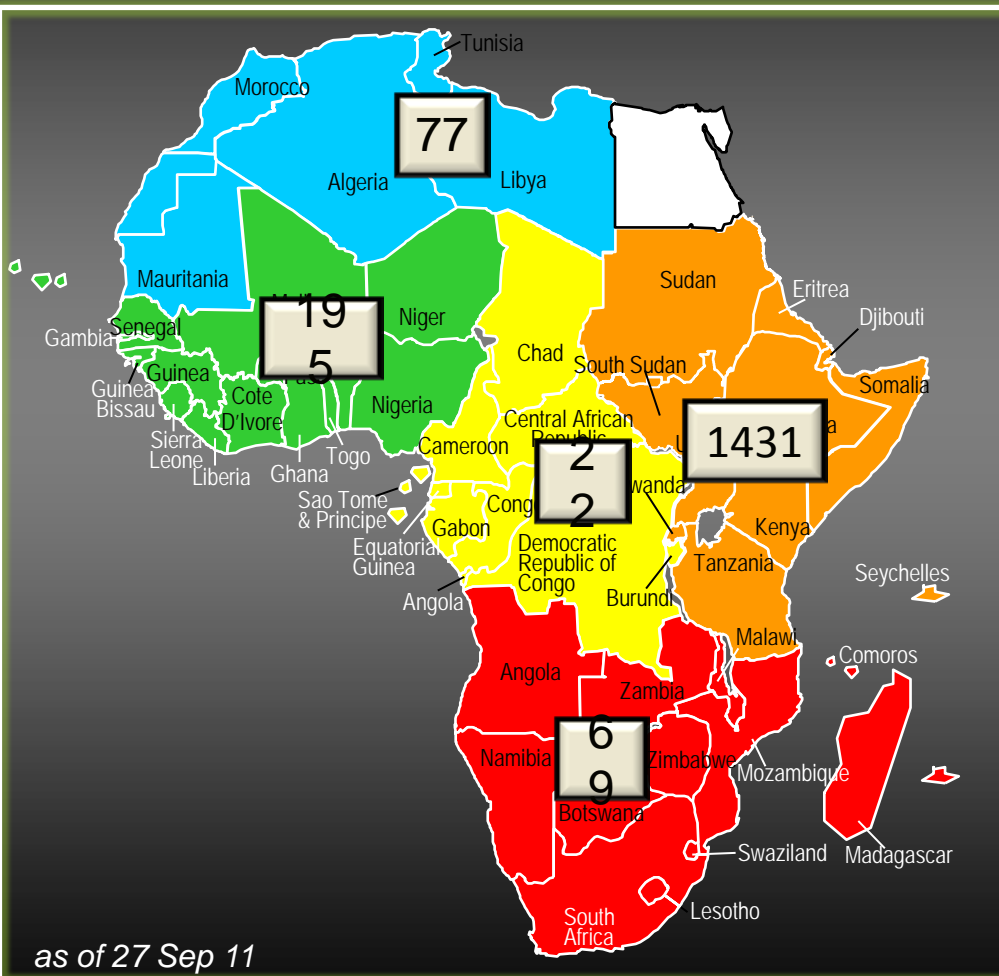 Tunisia
Morocco
77
Algeria
Libya
Mauritania
Sudan
Eritrea
Djibouti
19
5
Niger
Senegal
Gambia
Chad
South Sudan
Somalia
Guinea
Guinea
Bissau
Cote
D'Ivore
Nigeria
Central African
Republic
1431
Cameroon
Sierra
Leone
Liberia
Ghana
Togo
2
2
Sao Tome
& Principe
Gabon
Kenya
Equatorial
Guinea
Democratic
Republic of
Congo
Tanzania
Seychelles
Angola
Burundi
Malawi
Comoros
Angola
Zambia
6
9
Namibia
Zimbabwe
Mozambique
Botswana
Swaziland
Madagascar
Lesotho
South
Africa
as of 27 Sep 11